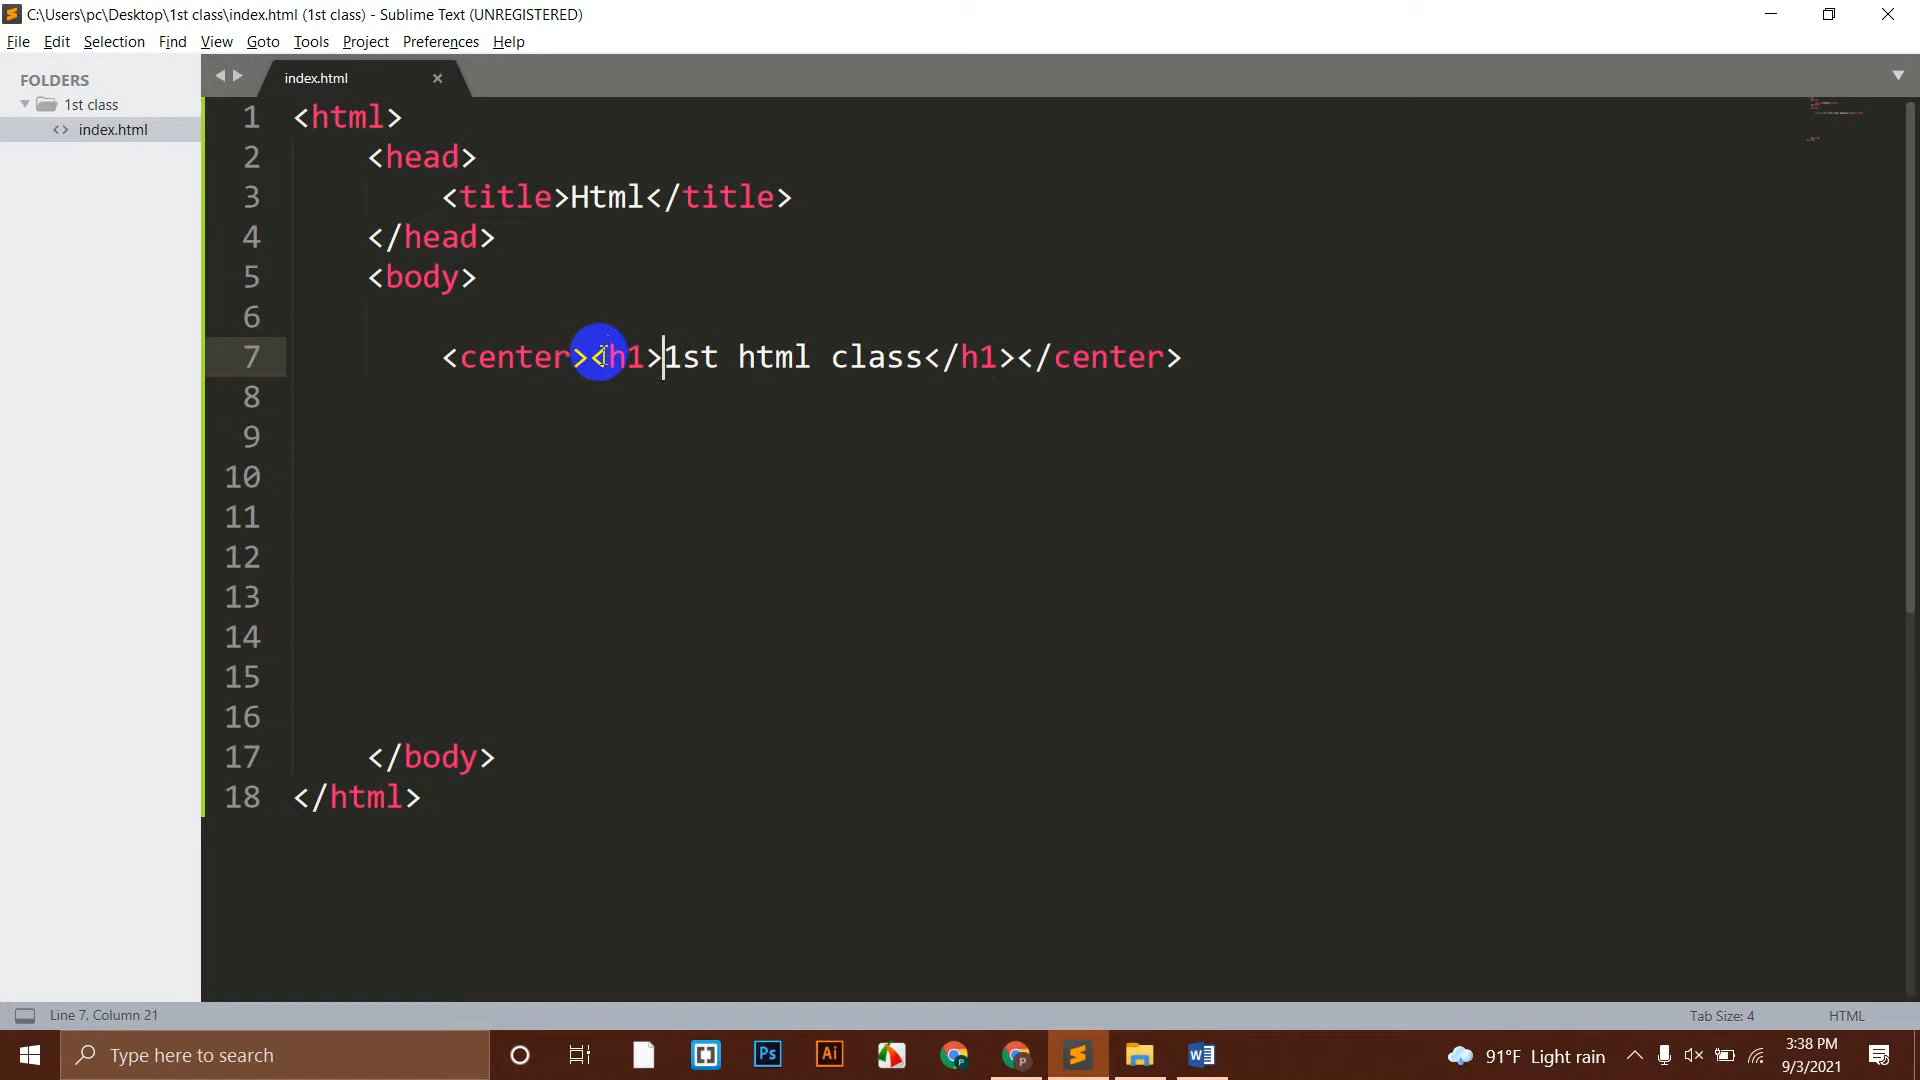 C:\Users\pc\Desktop\1st class\index.html (1st class) - Sublime Text (UNREGISTERED)
File Edit Selection Find View Goto Tools Project Preferences Help
FOLDERS
1st class
index.html
index.html
1 <html>
2 <head>
3 <title>Html</title>
4 </head>
5 <body>
6
7 <center><h1>1st html class</h1></center>
8
9
10
11
12
13
14
15
16
17 </body>
18 </html>
Line 7, Column 21 Tab Size: 4 HTML
Type here to search
Ps
Ai
P
P
W
91°F Light rain
3:38 PM
9/3/2021